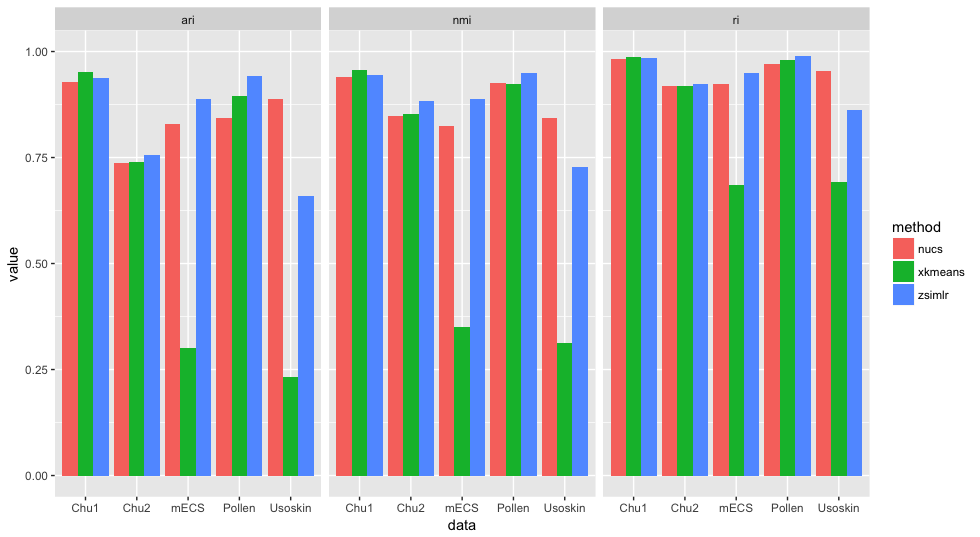 ari nmi ri
1.00
0.75
0.50
0.25
0.00
value
Chu1 Chu2 mECS Pollen Usoskin Chu1 Chu2 mECS Pollen Usoskin Chu1 Chu2 mECS Pollen Usoskin
data
method
nucs
xkmeans
zsimlr